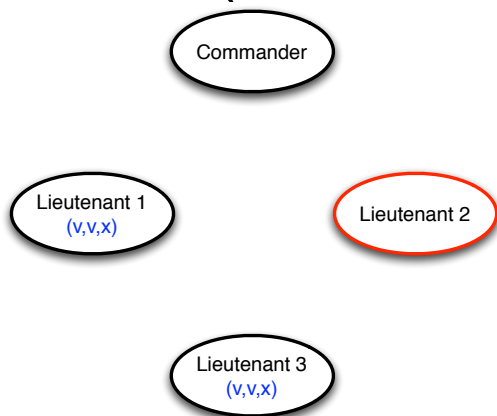 Commander
Lieutenant 1
(v,v,x)
Lieutenant 2
Lieutenant 3
(v,v,x)